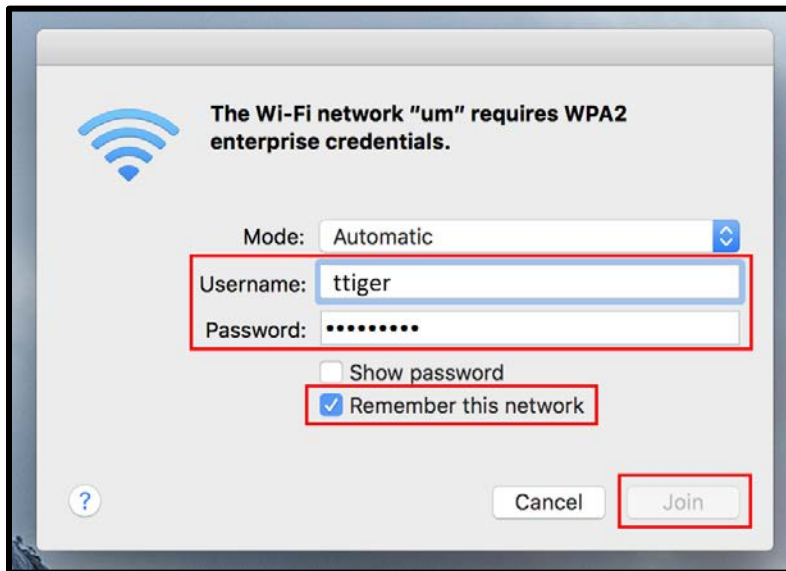 The Wi-Fi network "um" requires WPA2
enterprise credentials.
Mode: Automatic
Username: ttiger
Password: •••••••••
Show password
Remember this network
? Cancel Join